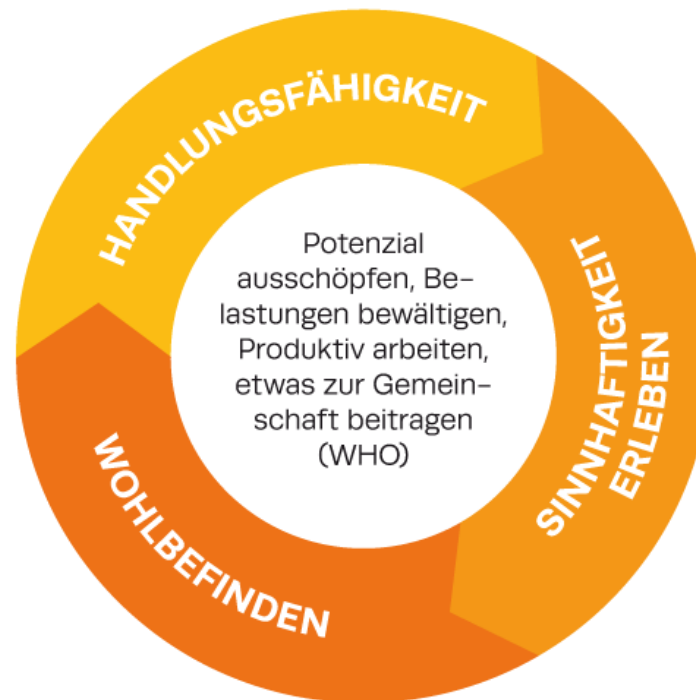 HANDLUNGSFÄHIGKEIT
SINNHAFTIGKEIT
ERLEBEN
WOHLBEFINDEN
Potenzial
ausschöpfen, Be-
lastungen bewältigen,
Produktiv arbeiten,
etwas zur Gemein-
schaft beitragen
(WHO)